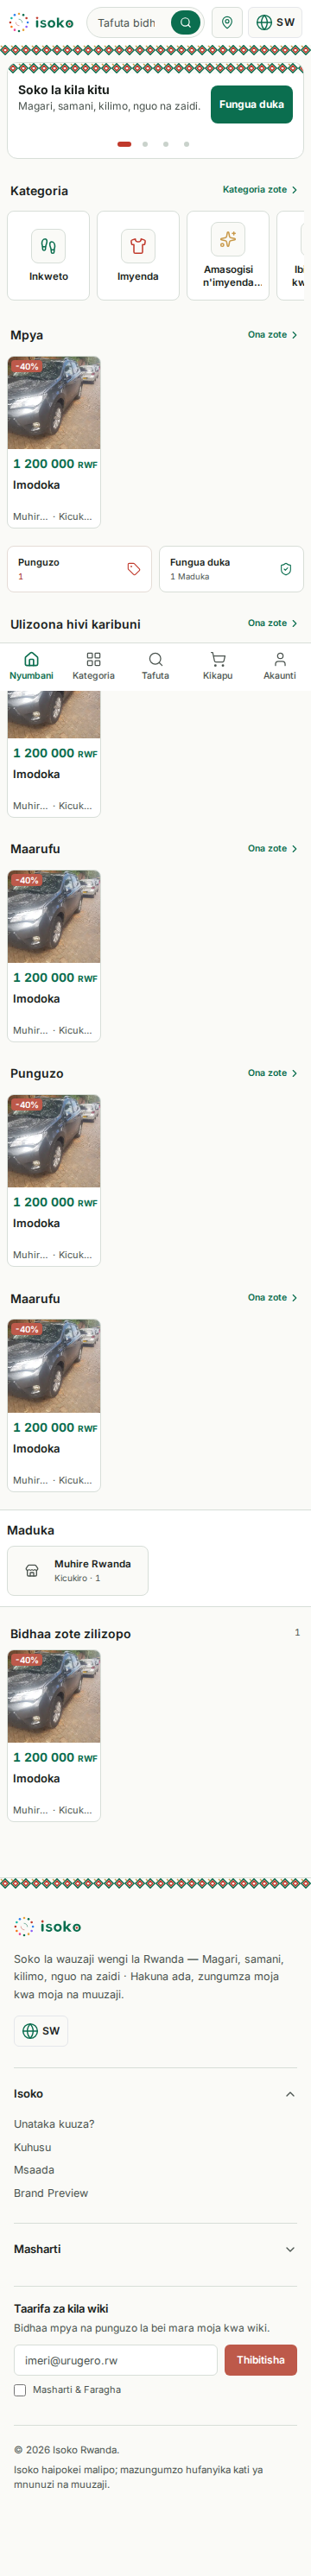 isoko
Tafuta bidh
SW
Soko la kila kitu
Magari, samani, kilimo, nguo na zaidi.
Fungua duka
Kategoria
Kategoria zote
Inkweto
Imyenda
Amasogisi
n'imyenda…
Ibi
kw
Mpya
Ona zote
-40%
1 200 000 RWF
Imodoka
Muhir… · Kicuk…
Punguzo
1
Fungua duka
1 Maduka
Ulizoona hivi karibuni
Ona zote
Nyumbani
Kategoria
Tafuta
Kikapu
Akaunti
1 200 000 RWF
Imodoka
Muhir… · Kicuk…
Maarufu
Ona zote
-40%
1 200 000 RWF
Imodoka
Muhir… · Kicuk…
Punguzo
Ona zote
-40%
1 200 000 RWF
Imodoka
Muhir… · Kicuk…
Maarufu
Ona zote
-40%
1 200 000 RWF
Imodoka
Muhir… · Kicuk…
Maduka
Muhire Rwanda
Kicukiro · 1
Bidhaa zote zilizopo
1
-40%
1 200 000 RWF
Imodoka
Muhir… · Kicuk…
isoko
Soko la wauzaji wengi la Rwanda — Magari, samani,
kilimo, nguo na zaidi · Hakuna ada, zungumza moja
kwa moja na muuzaji.
SW
Isoko
Unataka kuuza?
Kuhusu
Msaada
Brand Preview
Masharti
Taarifa za kila wiki
Bidhaa mpya na punguzo la bei mara moja kwa wiki.
imeri@urugero.rw
Thibitisha
Masharti & Faragha
© 2026 Isoko Rwanda.
Isoko haipokei malipo; mazungumzo hufanyika kati ya
mnunuzi na muuzaji.